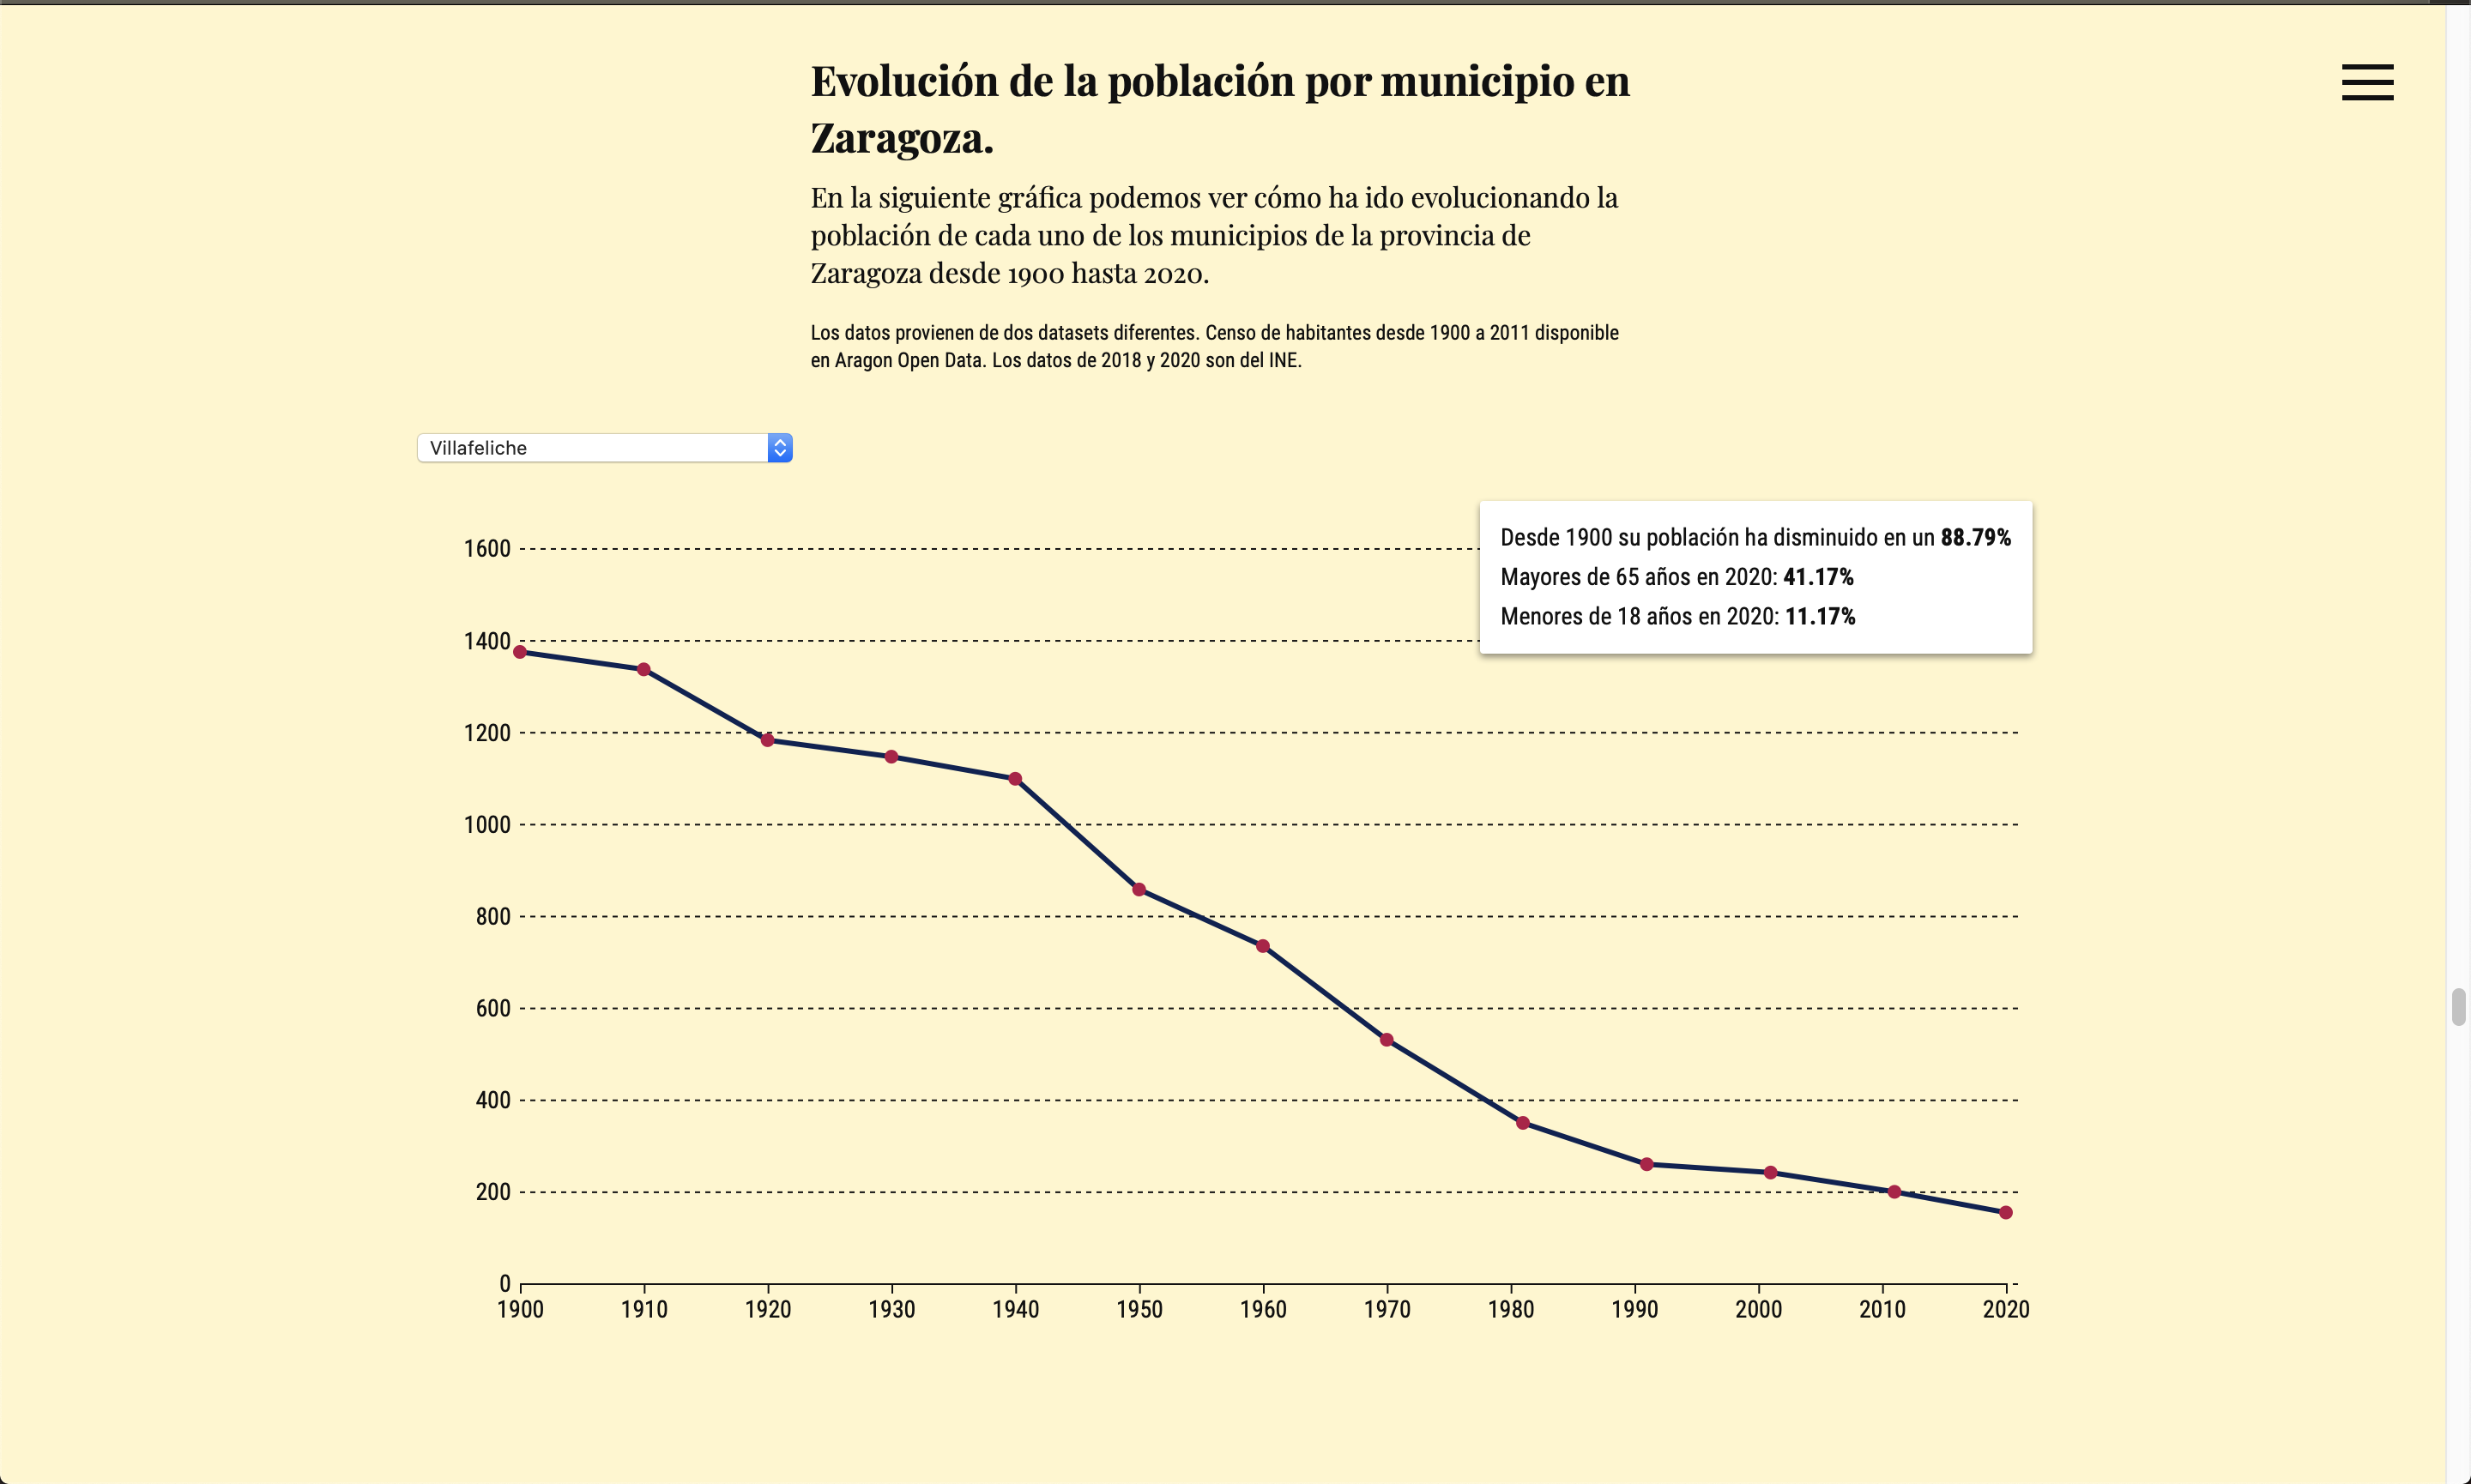 Evolución de la población por municipio en
Zaragoza.
En la siguiente gráfica podemos ver cómo ha ido evolucionando la
población de cada uno de los municipios de la provincia de
Zaragoza desde 1900 hasta 2020.
Los datos provienen de dos datasets diferentes. Censo de habitantes desde 1900 a 2011 disponible
en Aragon Open Data. Los datos de 2018 y 2020 son del INE.
Villafeliche
Desde 1900 su población ha disminuido en un 88.79%
Mayores de 65 años en 2020: 41.17%
Menores de 18 años en 2020: 11.17%
1600
1400
1200
1000
800
600
400
200
0
1900 1910 1920 1930 1940 1950 1960 1970 1980 1990 2000 2010 2020